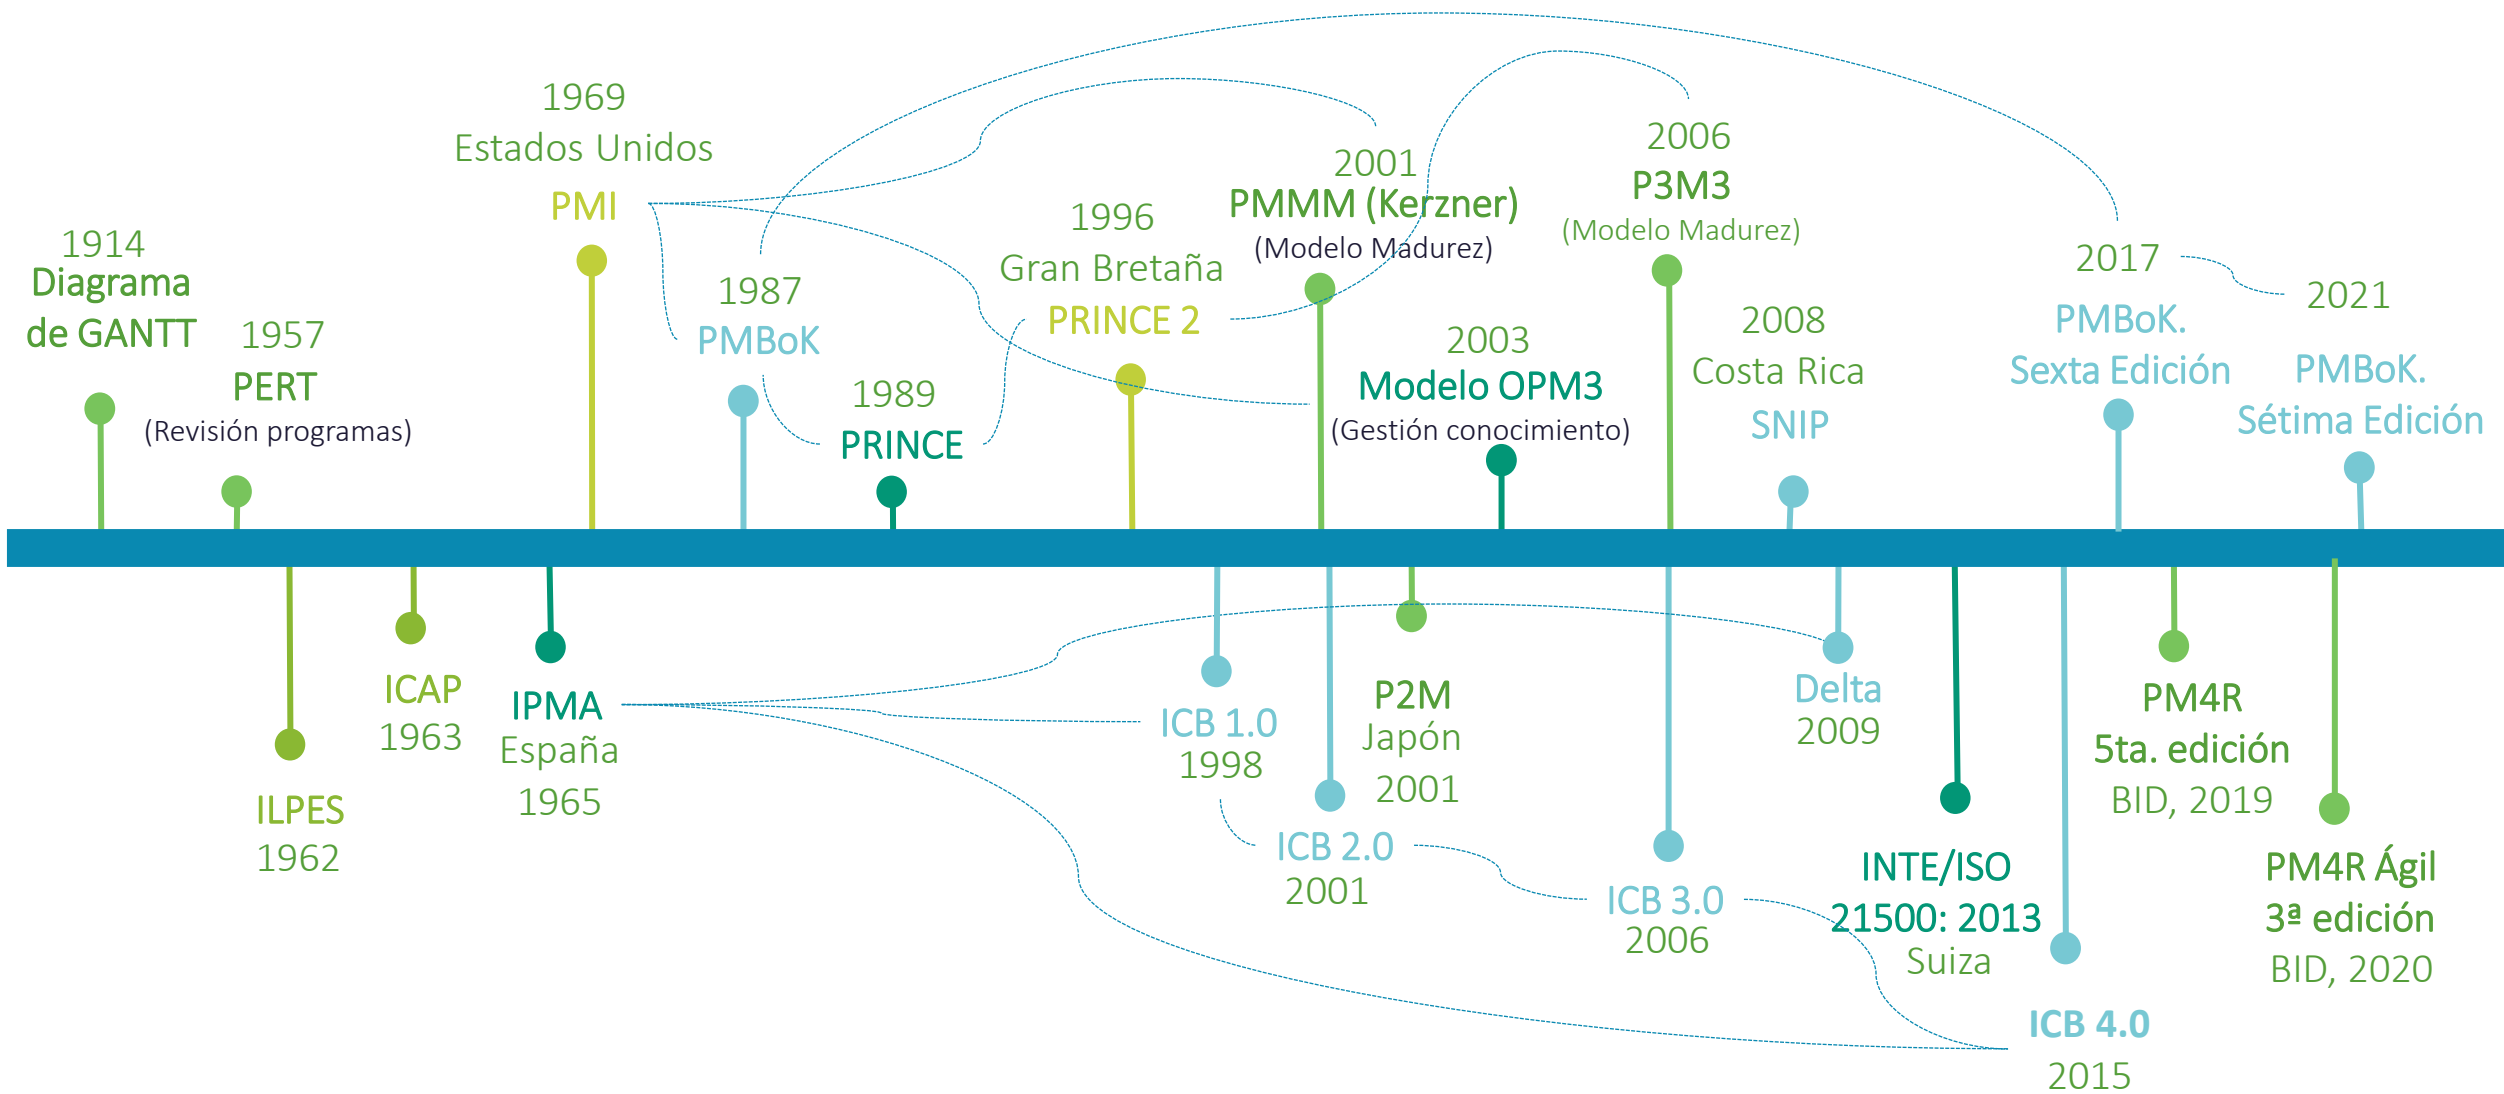 1914
Diagrama
de GANTT
1957
PERT
(Revisión programas)
1969
Estados Unidos
PMI
1987
PMBoK
1989
PRINCE
1996
Gran Bretaña
PRINCE 2
2001
PMMM (Kerzner)
(Modelo Madurez)
2003
Modelo OPM3
(Gestión conocimiento)
2006
P3M3
(Modelo Madurez)
2008
Costa Rica
SNIP
2017
PMBoK.
Sexta Edición
2021
PMBoK.
Sétima Edición
ILPES
1962
ICAP
1963
IPMA
España
1965
ICB 1.0
1998
ICB 2.0
2001
P2M
Japón
2001
ICB 3.0
2006
Delta
2009
INTE/ISO
21500: 2013
Suiza
ICB 4.0
2015
PM4R
5ta. edición
BID, 2019
PM4R Ágil
3ª edición
BID, 2020